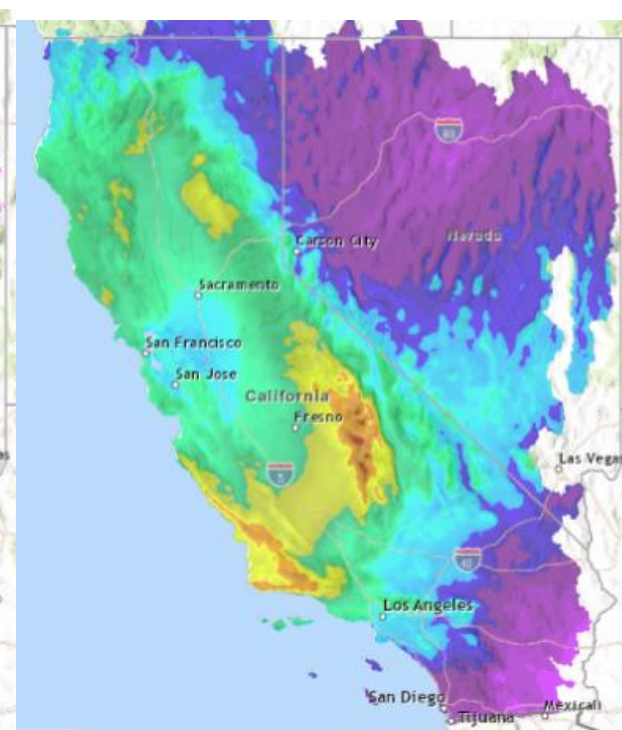 80
Nevada
Carson City
Sacramento
San Francisco
San Jose
California
Fresno
5
Las Vegas
40
Los Angeles
San Diego
Tijuana
Mexicali